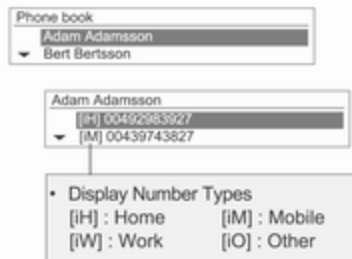 Phone book
Adam Adamsson
Bert Bertsson
Adam Adamsson
[iH] 00492983927
[iM] 00439743827
• Display Number Types
[iH] : Home [iM] : Mobile
[iW] : Work [iO] : Other